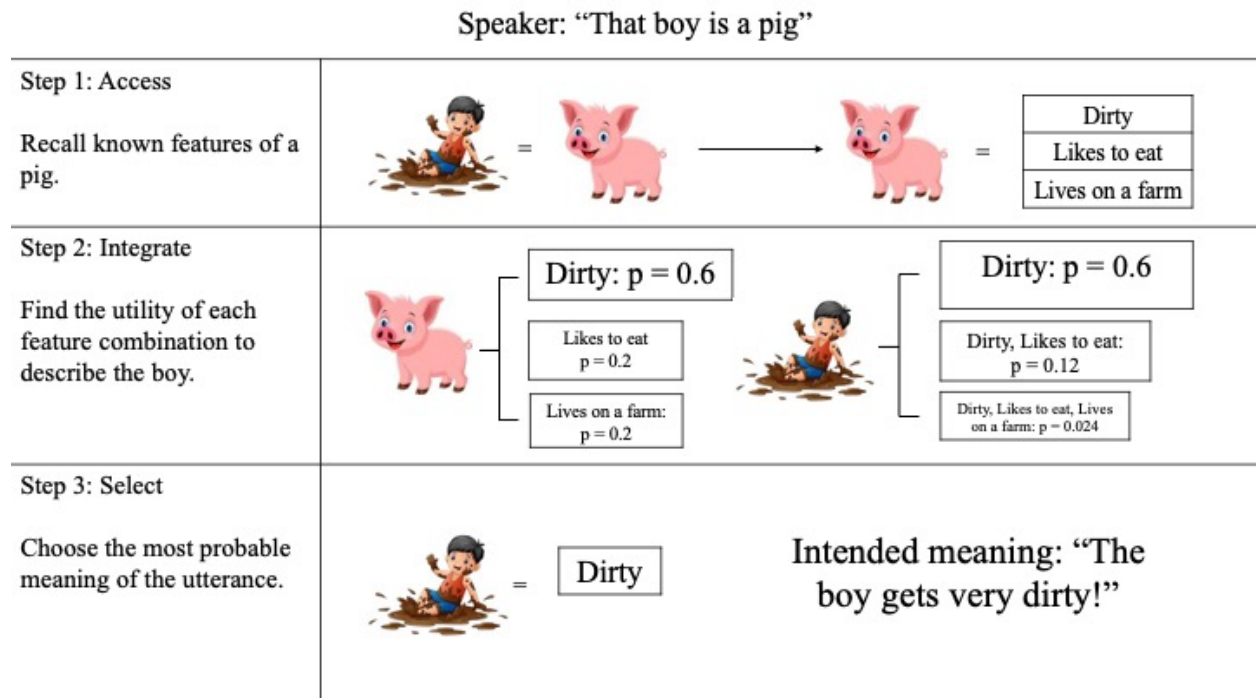 Speaker: “That boy is a pig”
Step 1: Access
Recall known features of a
pig.
=
=
Dirty
Likes to eat
Lives on a farm
Step 2: Integrate
Find the utility of each
feature combination to
describe the boy.
Dirty: p = 0.6
Likes to eat
p = 0.2
Lives on a farm:
p = 0.2
Dirty: p = 0.6
Dirty, Likes to eat:
p = 0.12
Dirty, Likes to eat, Lives
on a farm: p = 0.024
Step 3: Select
Choose the most probable
meaning of the utterance.
=
Dirty
Intended meaning: “The
boy gets very dirty!”